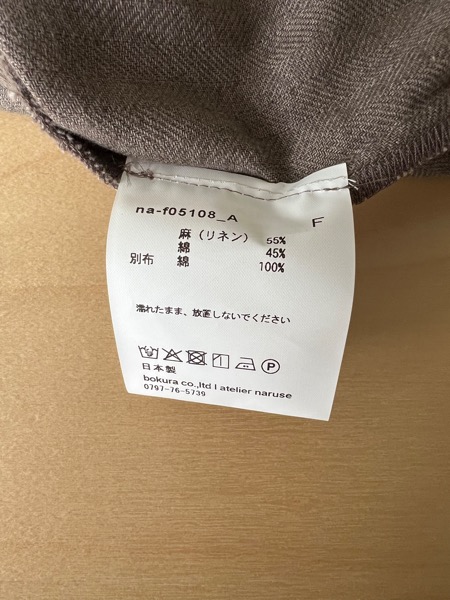 na-f05108_A F
麻（リネン） 55%
綿 45%
別布 綿 100%
濡れたまま、放置しないでください
P
日本製
bokura co.,ltd l atelier naruse
0797-76-5739